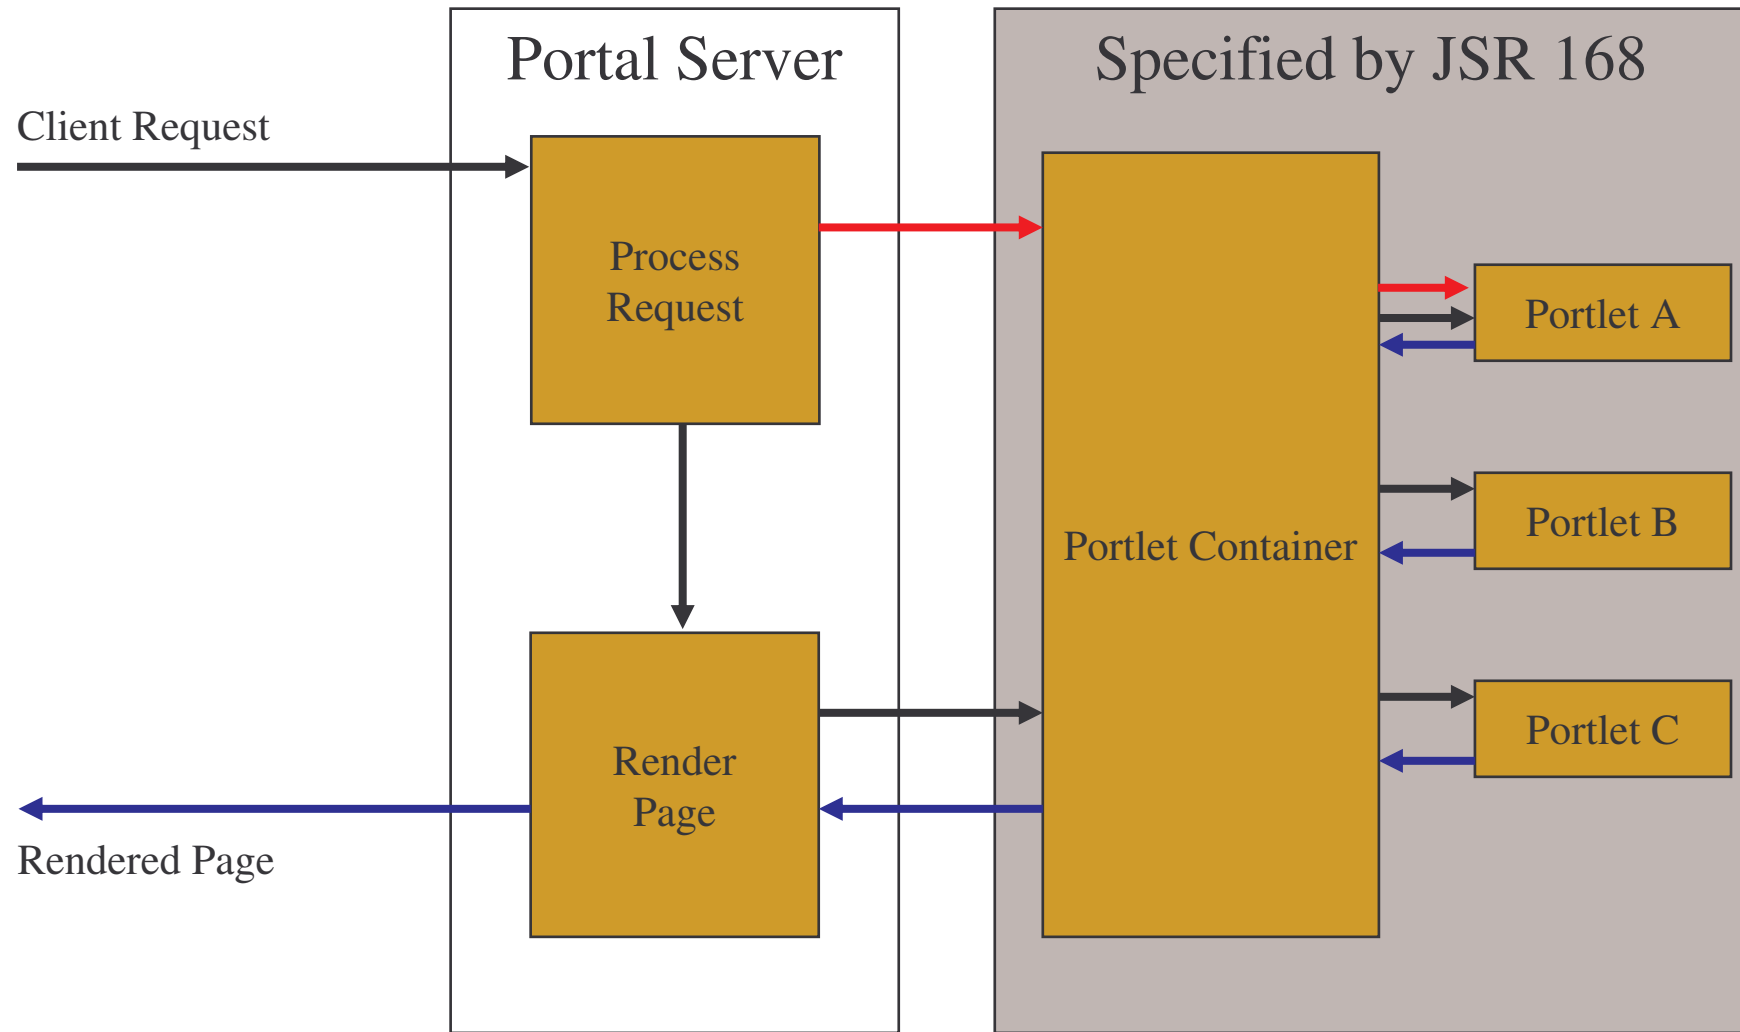 Portal Server
Specified by JSR 168
Client Request
Process
Request
Portlet A
Portlet B
Portlet Container
Portlet C
Render
Page
Rendered Page